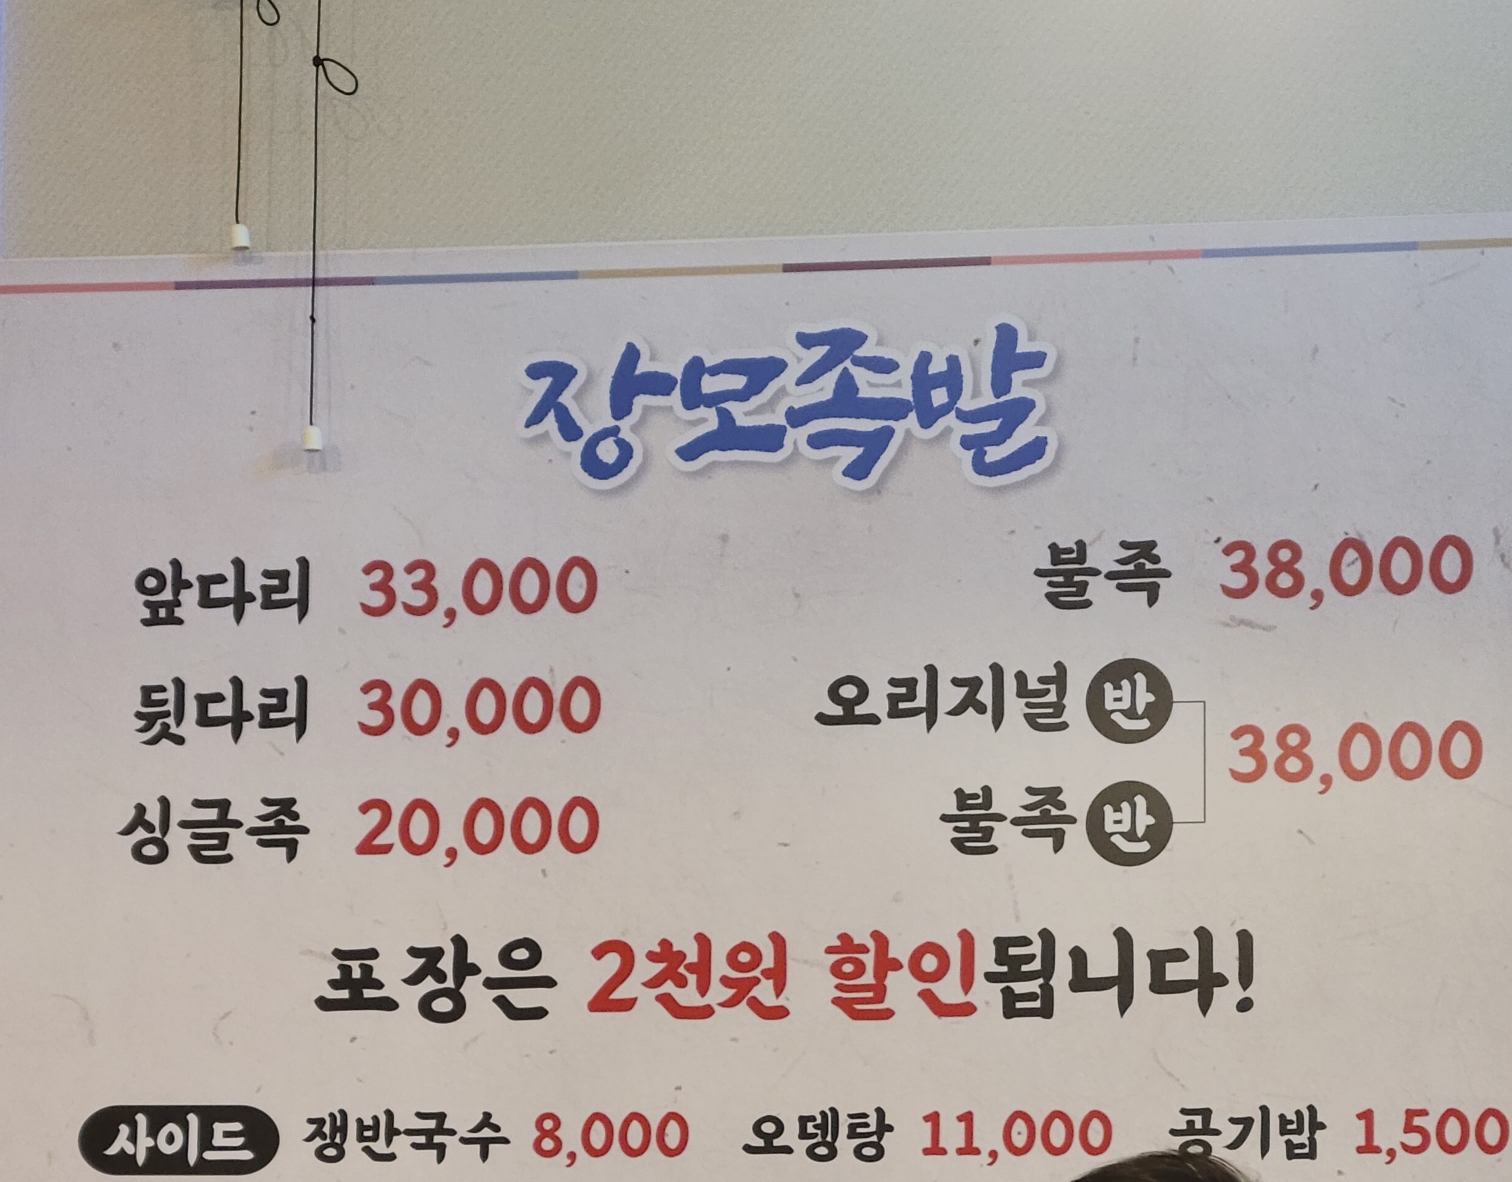 장모족발
앞다리 33,000
뒷다리 30,000
싱글족 20,000
불족 38,000
오리지널 반
불족 반
38,000
포장은 2천원 할인됩니다!
사이드 쟁반국수 8,000 오뎅탕 11,000 공기밥 1,500